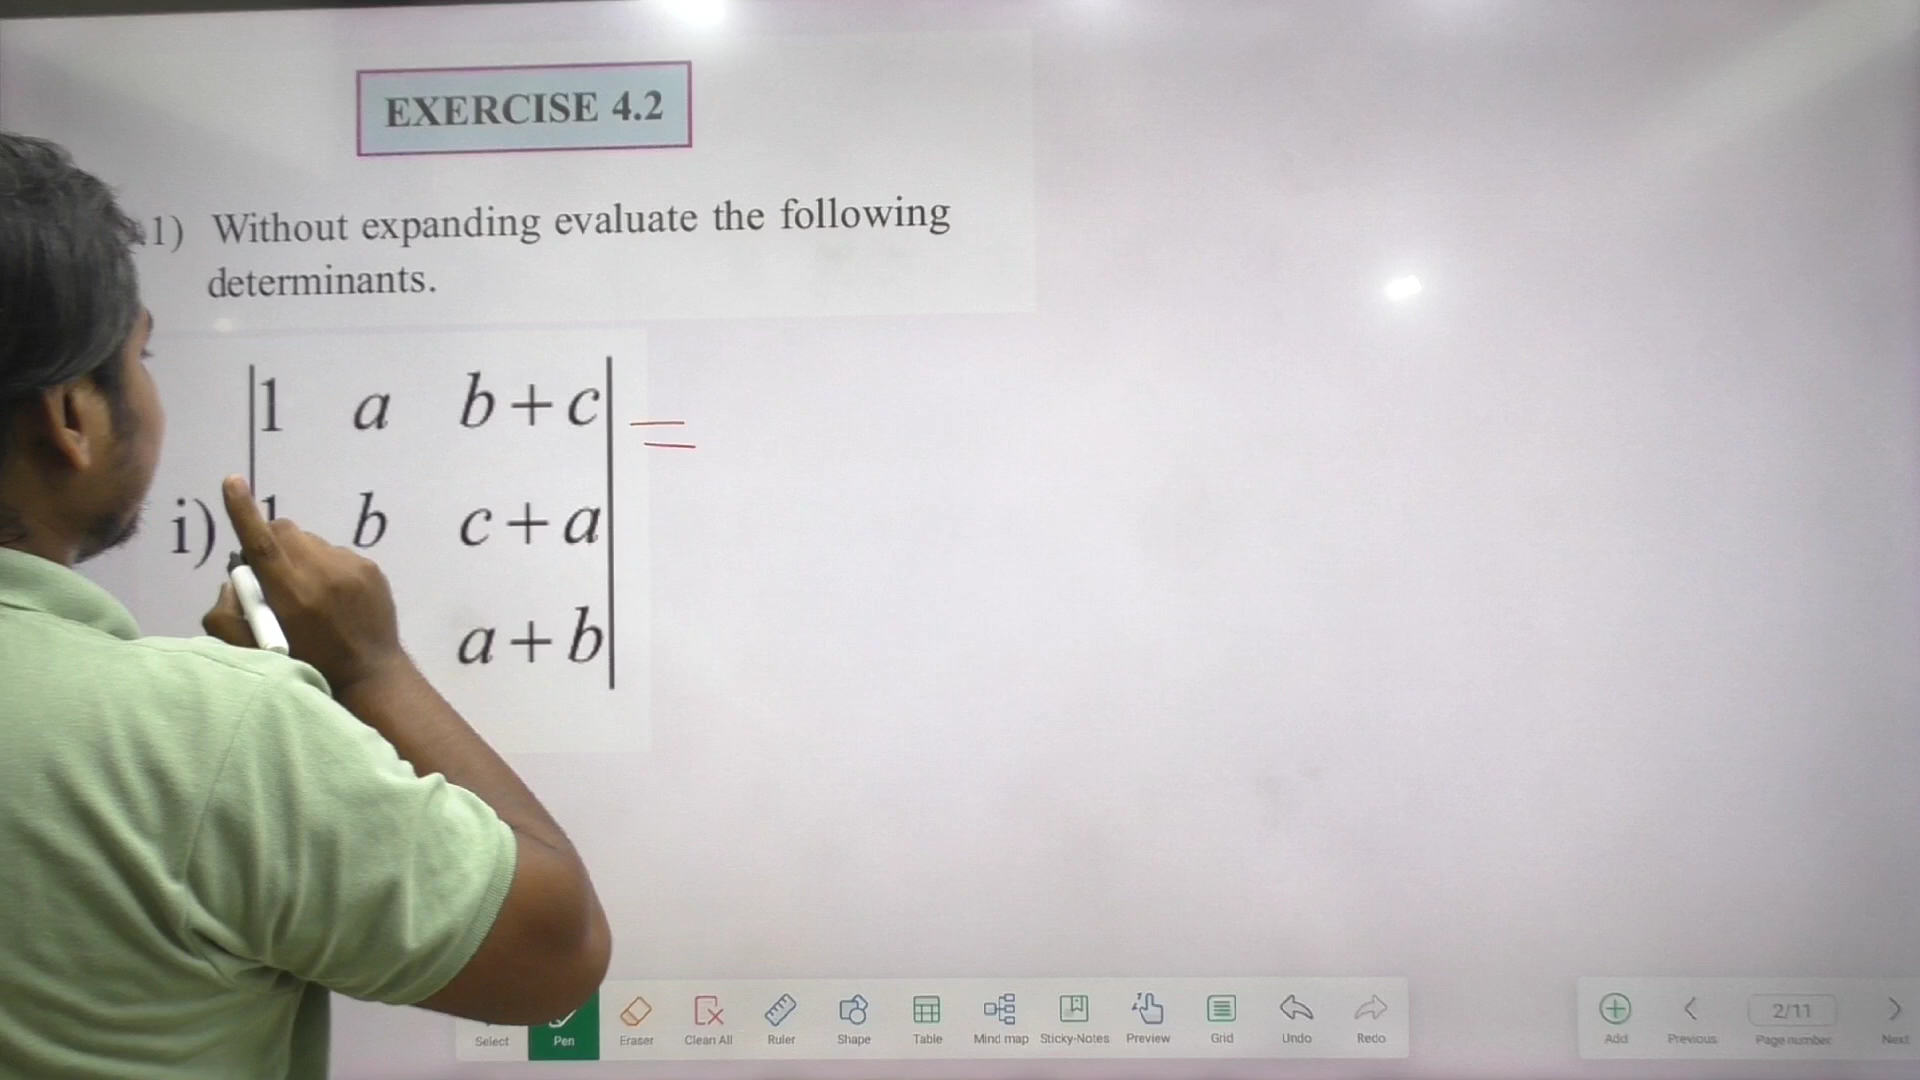 EXERCISE 4.2
1) Without expanding evaluate the following
determinants.
1 a b+c =
i) b c+a
a+b
Select Pen Eraser Clean All Ruler Shape Table Mind map Sticky-Notes Preview Grid Undo Redo
Add Previous 2/11 Page number Next